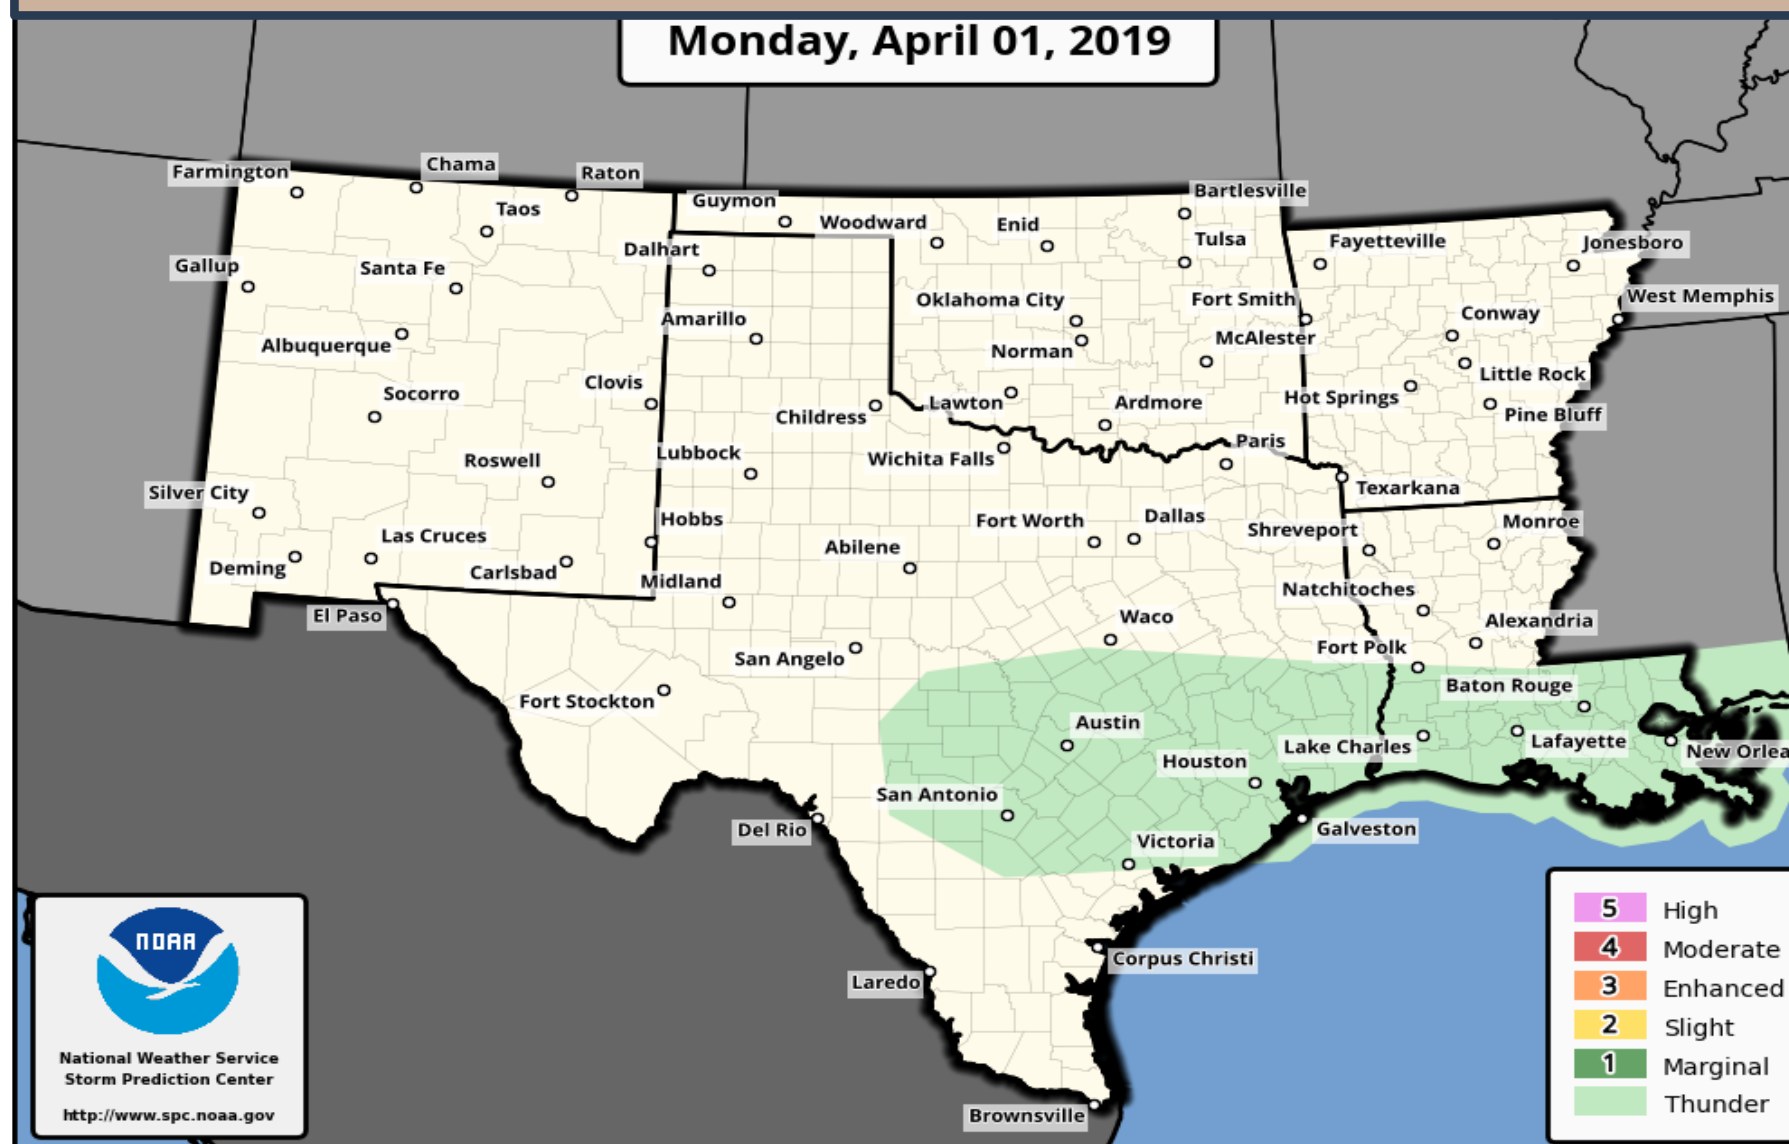 Monday, April 01, 2019
Farmington
Chama
Raton
Taos
Guymon
Woodward
Enid
Bartlesville
Tulsa
Fayetteville
Jonesboro
Gallup
Santa Fe
Dalhart
Oklahoma City
Fort Smith
West Memphis
Albuquerque
Amarillo
Norman
McAlester
Conway
Little Rock
Socorro
Clovis
Childress
Lawton
Ardmore
Hot Springs
Pine Bluff
Roswell
Lubbock
Wichita Falls
Paris
Texarkana
Silver City
Hobbs
Fort Worth
Dallas
Shreveport
Monroe
Las Cruces
Deming
Carlsbad
Midland
Abilene
Natchitoches
El Paso
Waco
Alexandria
San Angelo
Fort Polk
Fort Stockton
Baton Rouge
Austin
Lake Charles
Lafayette
New Orlea
Houston
San Antonio
Del Rio
Galveston
Victoria
Corpus Christi
Laredo
Brownsville
NOAA
National Weather Service
Storm Prediction Center
http://www.spc.noaa.gov
5 High
4 Moderate
3 Enhanced
2 Slight
1 Marginal
Thunder